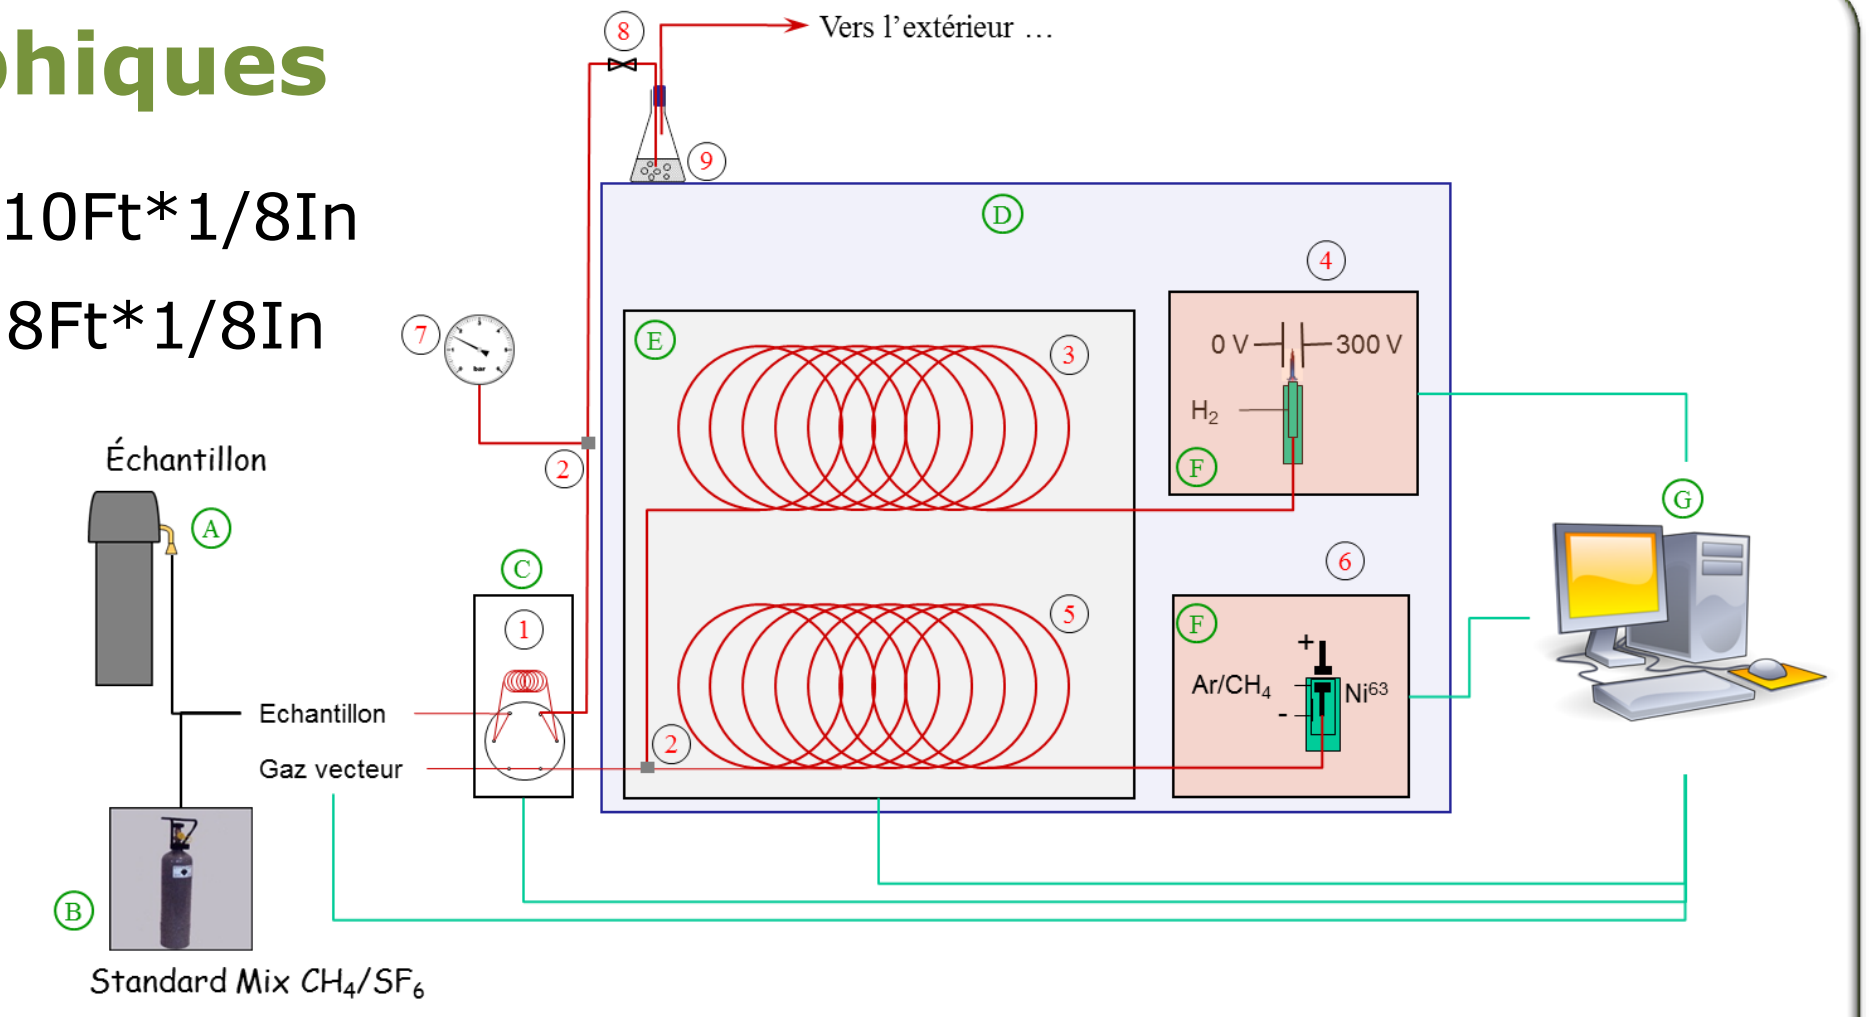 phiques
10Ft*1/8In
8Ft*1/8In
8
Vers l’extérieur …
9
D
4
7
E
3
0 V
300 V
H₂
F
2
Échantillon
A
G
C
6
1
5
F
+
Ar/CH₄
Ni⁶³
-
Echantillon
2
Gaz vecteur
B
Standard Mix CH₄/SF₆
bar